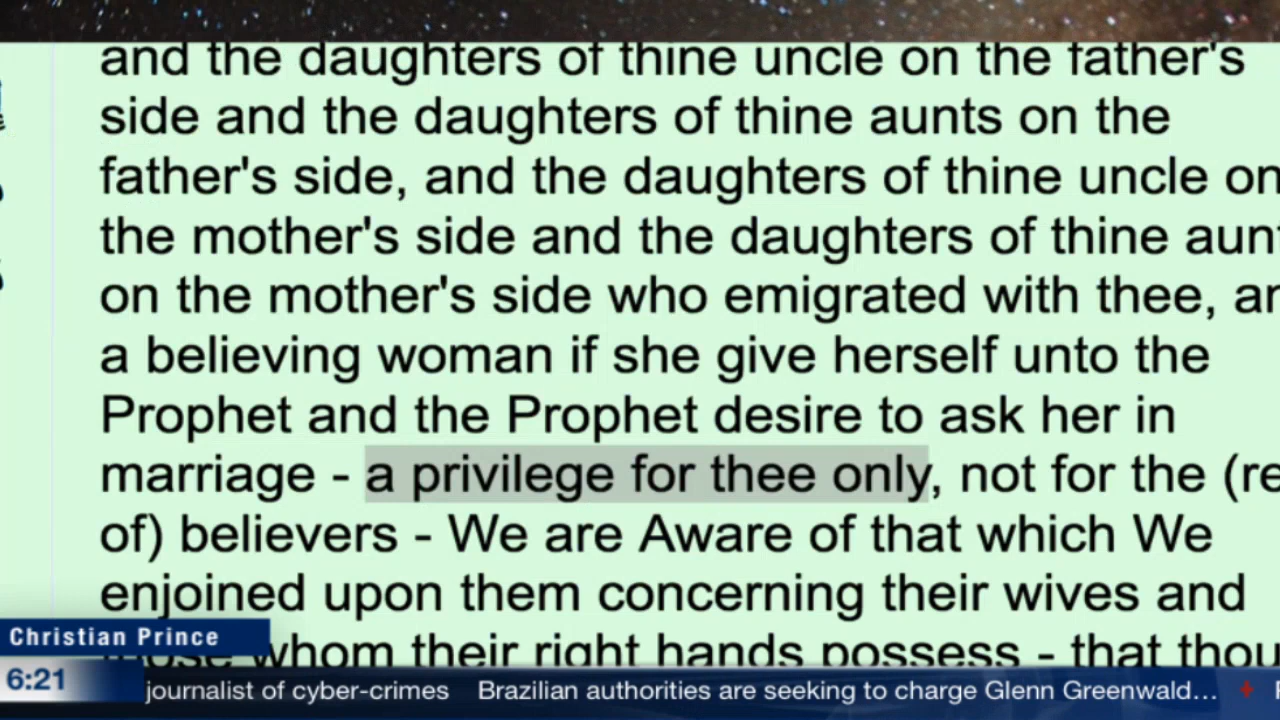 and the daughters of thine uncle on the father's
side and the daughters of thine aunts on the
father's side, and the daughters of thine uncle on
the mother's side and the daughters of thine
on the mother's side who emigrated with thee,
a believing woman if she give herself unto the
Prophet and the Prophet desire to ask her in
marriage - a privilege for thee only, not for the
of) believers - We are Aware of that which We
enjoined upon them concerning their wives and
those whom their right hands possess - that
Christian Prince
6:21
journalist of cyber-crimes Brazilian authorities are seeking to charge Glenn Greenwald...